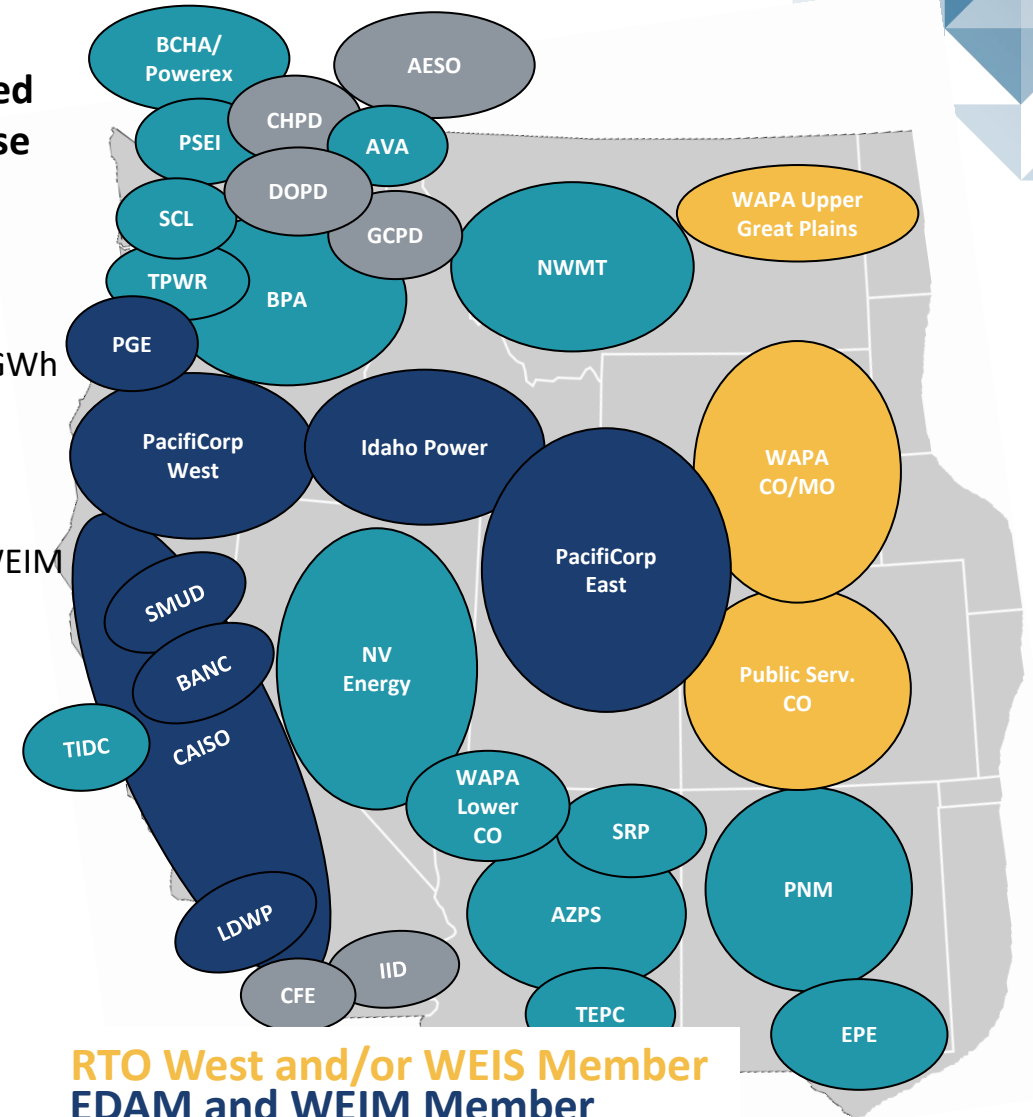 ed
se
GWh
WEIM
BCHA/
Powerex
AESO
CHPD
PSEI
AVA
DOPD
SCL
GCPD
WAPA Upper
Great Plains
NWMT
TPWR
BPA
PGE
PacifiCorp
West
Idaho Power
WAPA
CO/MO
PacifiCorp
East
SMUD
BANC
NV
Energy
Public Serv.
CO
TIDC
CAISO
WAPA
Lower
CO
SRP
PNM
AZPS
LDWP
IID
CFE
TEPC
EPE
RTO West and/or WEIS Member
EDAM and WEIM Member